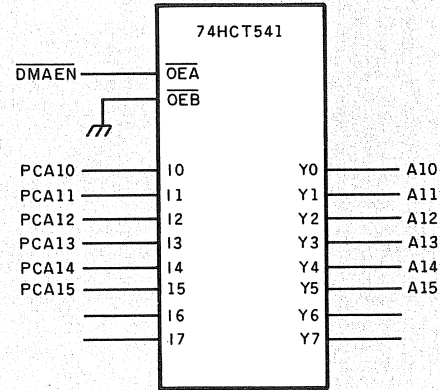 74HCT541
DMAEN OEA
OEB
PCA10 I0 Y0 A10
PCA11 I1 Y1 A11
PCA12 I2 Y2 A12
PCA13 I3 Y3 A13
PCA14 I4 Y4 A14
PCA15 I5 Y5 A15
I6 Y6
I7 Y7